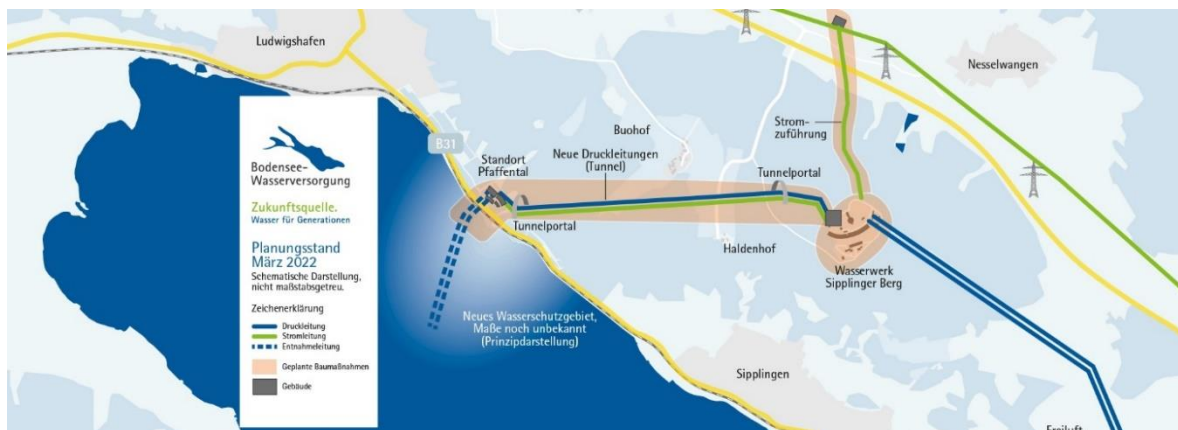 Ludwigshafen
Nesselwangen
B31
Buohof
Strom-
zuführung
Standort
Pfaffental
Neue Druckleitungen
(Tunnel)
Tunnelportal
Tunnelportal
Haldenhof
Wasserwerk
Sipplinger Berg
Neues Wasserschutzgebiet,
Maße noch unbekannt
(Prinzipdarstellung)
Sipplingen
Bodensee-
Wasserversorgung
Zukunftsquelle.
Wasser für Generationen
Planungsstand
März 2022
Schematische Darstellung,
nicht maßstabsgetreu.
Zeichenerklärung
Druckleitung
Stromleitung
Entnahmeleitung
Geplante Baumaßnahmen
Gebäude